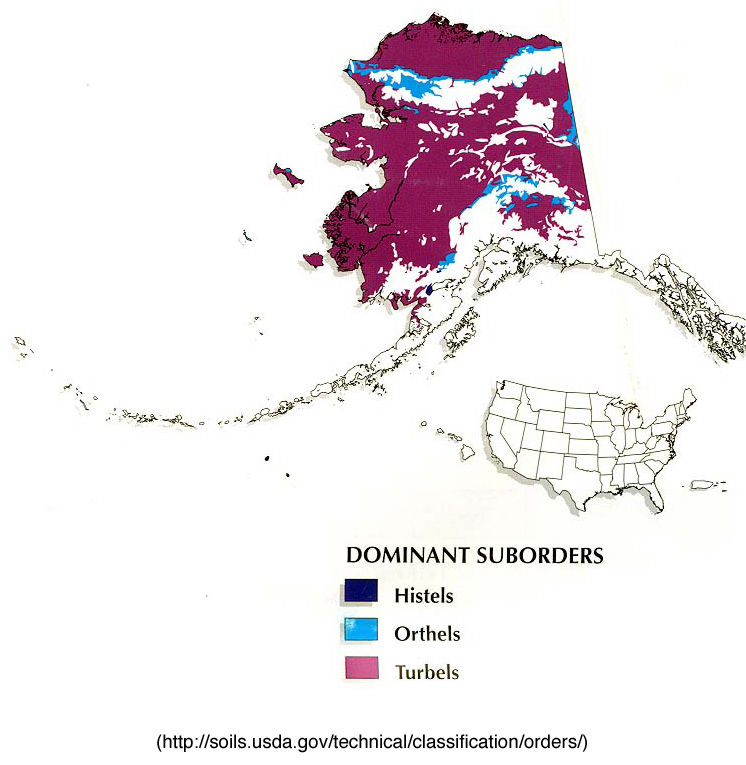 DOMINANT SUBORDERS
Histels
Orthels
Turbels
(http://soils.usda.gov/technical/classification/orders/)